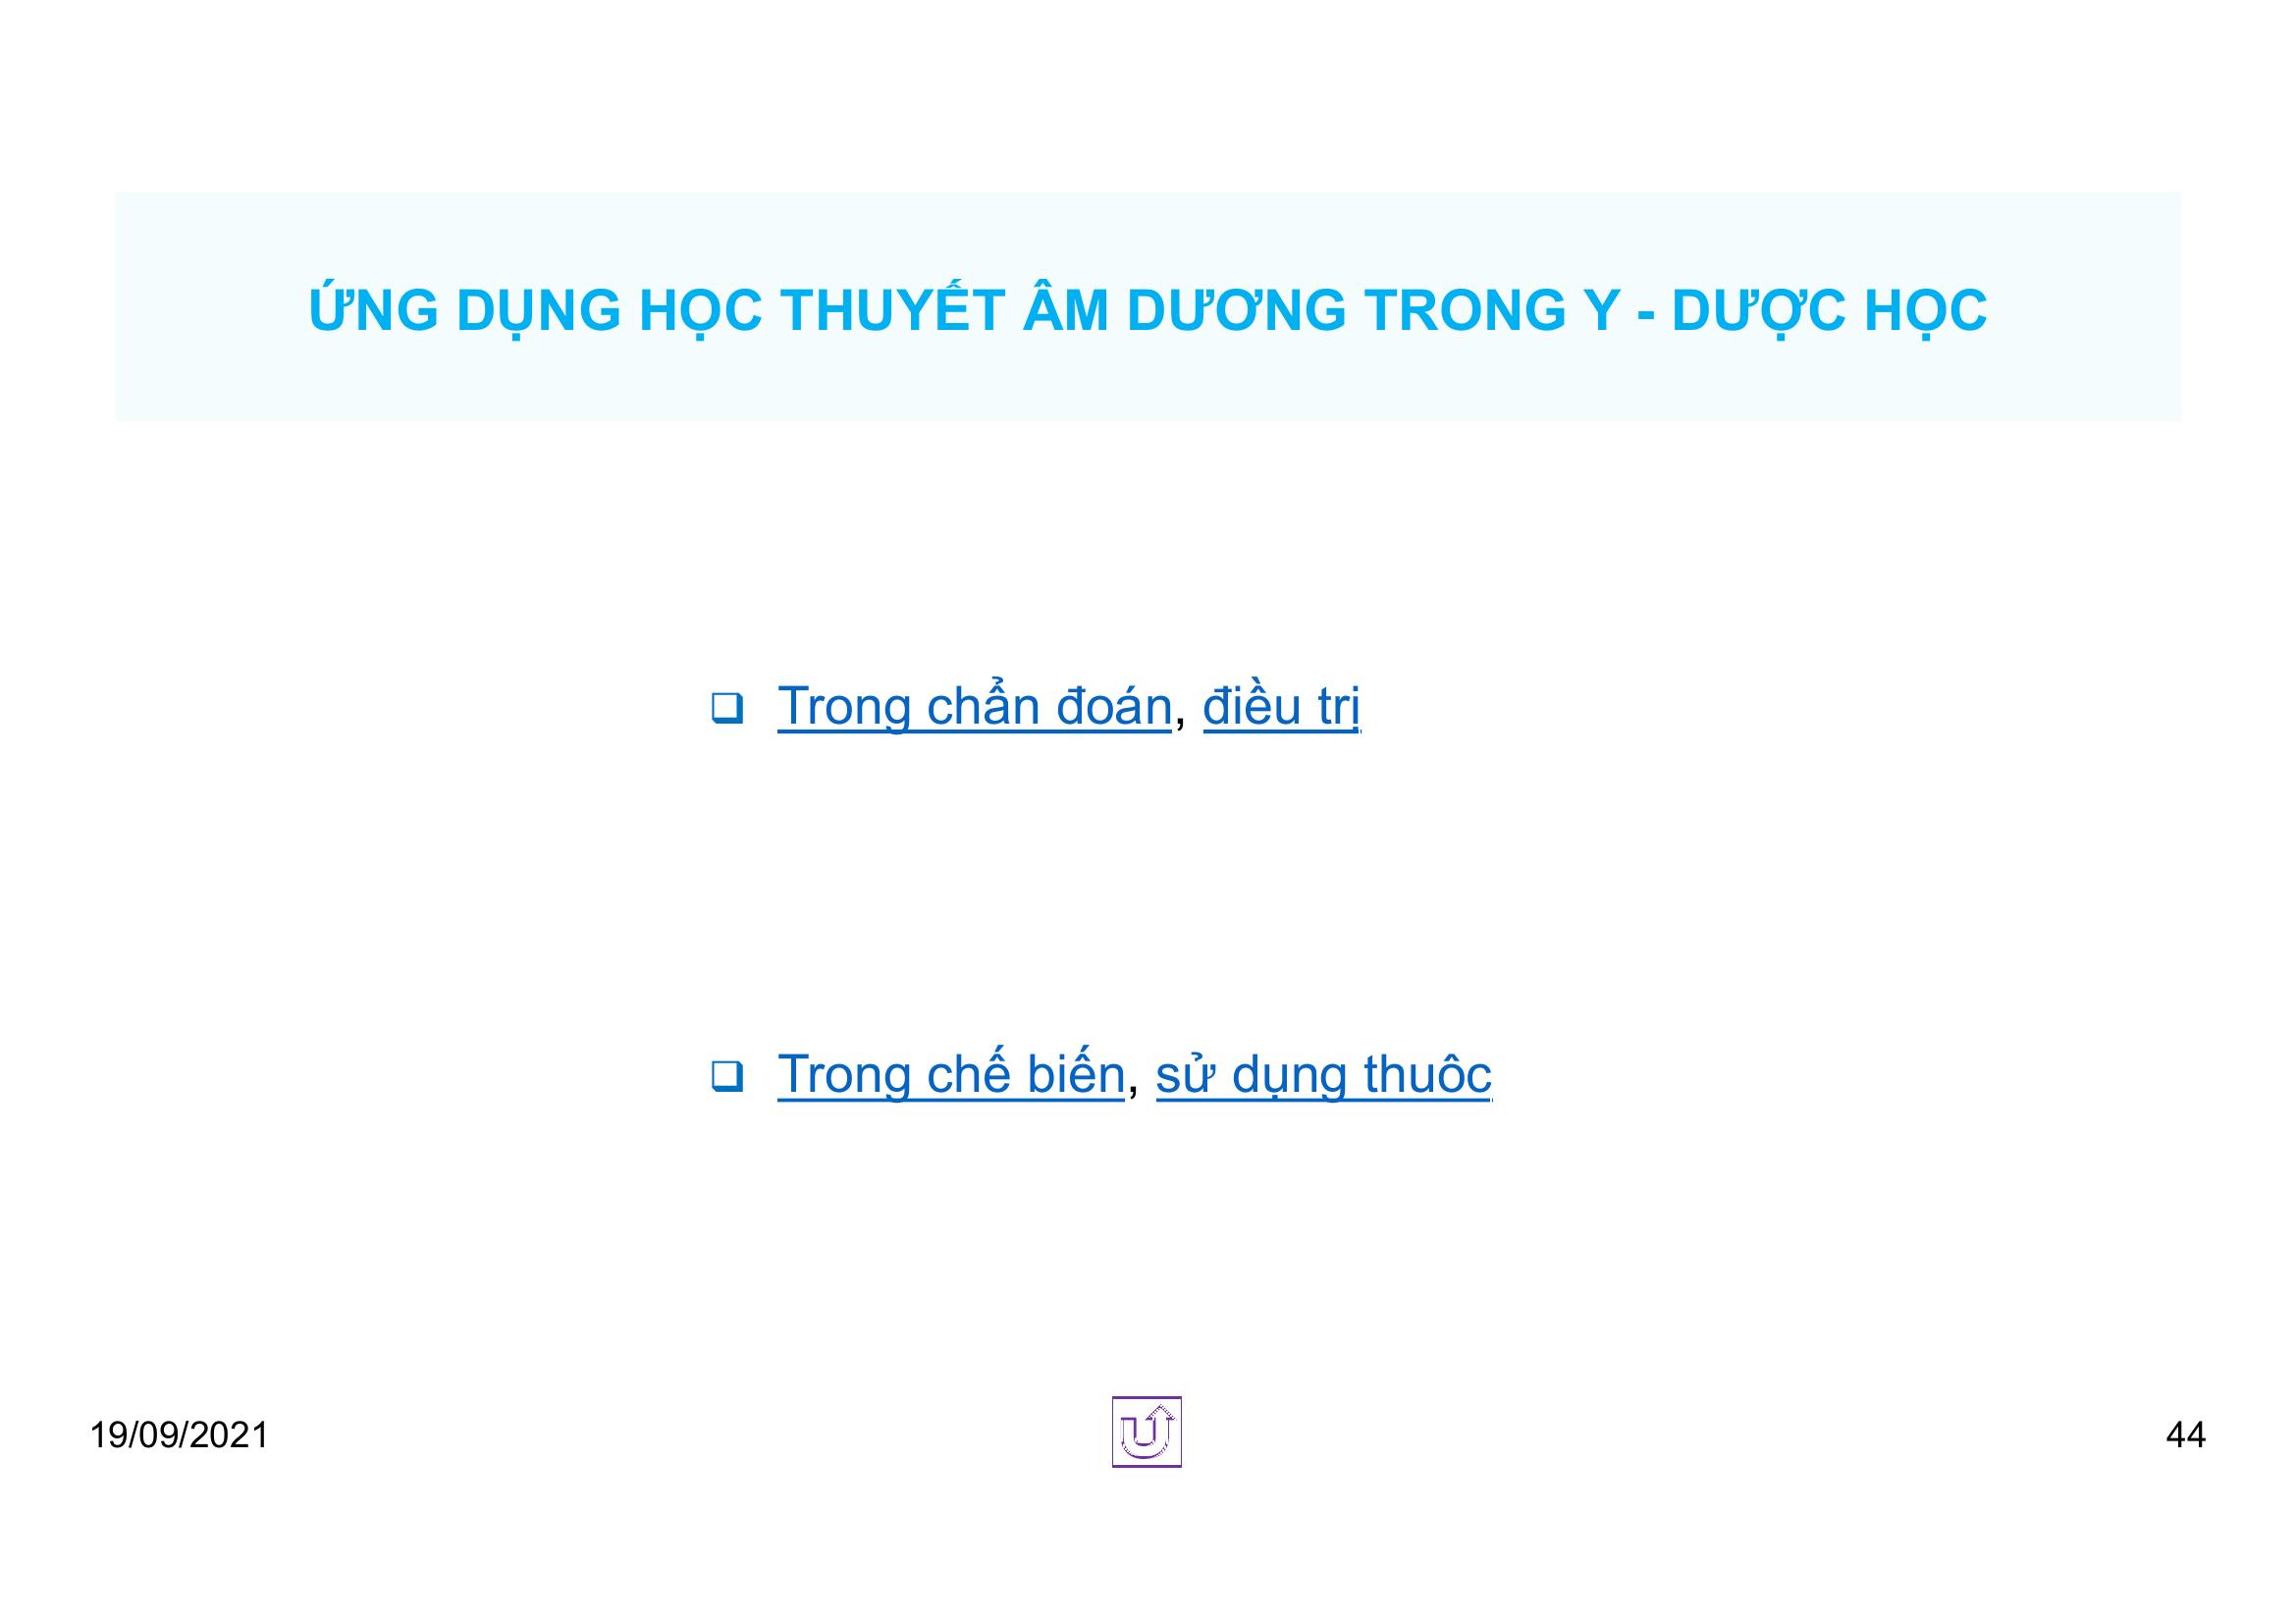 ỨNG DỤNG HỌC THUYẾT ÂM DƯƠNG TRONG Y - DƯỢC HỌC
❑ Trong chẩn đoán, điều trị
❑ Trong chế biến, sử dụng thuôc
19/09/2021
44